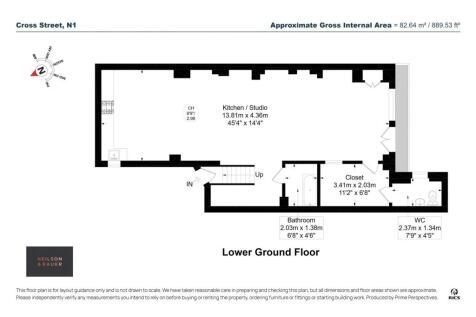 Cross Street, N1
Approximate Gross Internal Area = 82.64 m² / 889.53 ft²
CH
9'9"/
2.98
Kitchen / Studio
13.81m x 4.36m
45'4" x 14'4"
IN
Up
Closet
3.41m x 2.03m
11'2" x 6'8"
Bathroom
2.03m x 1.38m
6'8" x 4'6"
WC
2.37m x 1.34m
7'9" x 4'5"
Lower Ground Floor
NEILSON
& BAUER
This floor plan is for layout guidance only and is not drawn to scale. We have taken reasonable care in preparing and checking this plan, but all dimensions and floor areas shown are approximate.
Please independently verify any measurements you intend to rely on before buying or renting the property, ordering furniture or fittings or starting building work. Produced by Prime Perspectives.
RICS